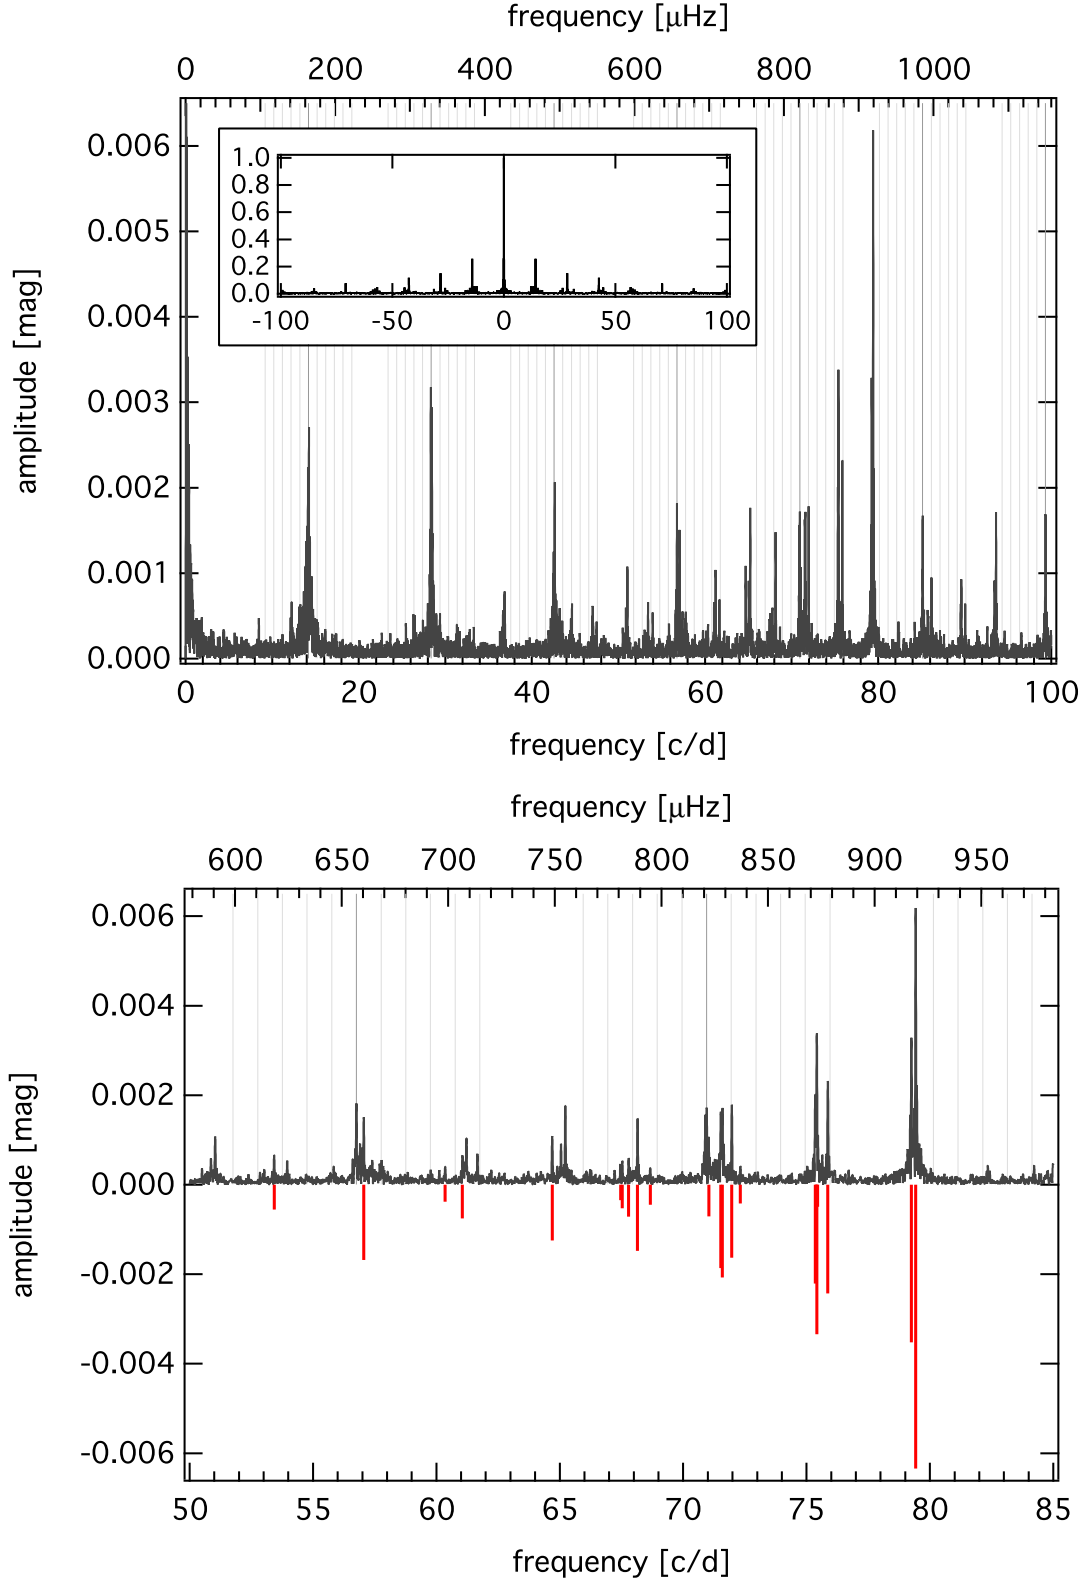 frequency [μHz]
0 200 400 600 800 1000
0.006
0.005
0.004
0.003
0.002
0.001
0.000
amplitude [mag]
1.0
0.8
0.6
0.4
0.2
0.0
-100 -50 0 50 100
0 20 40 60 80 100
frequency [c/d]
frequency [μHz]
600 650 700 750 800 850 900 950
0.006
0.004
0.002
0.000
-0.002
-0.004
-0.006
amplitude [mag]
50 55 60 65 70 75 80 85
frequency [c/d]